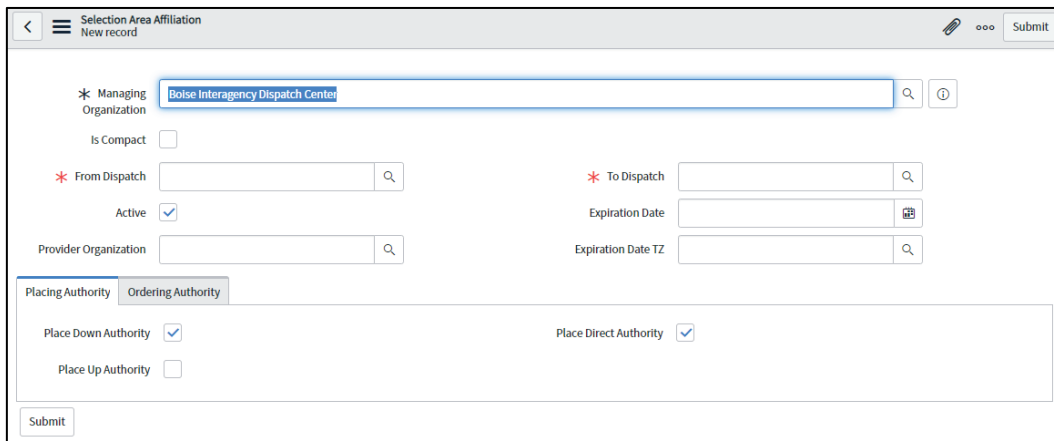 Selection Area Affiliation
New record
Submit
Managing
Organization
Boise Interagency Dispatch Center
Is Compact
From Dispatch
To Dispatch
Active
Expiration Date
Provider Organization
Expiration Date TZ
Placing Authority
Ordering Authority
Place Down Authority
Place Direct Authority
Place Up Authority
Submit